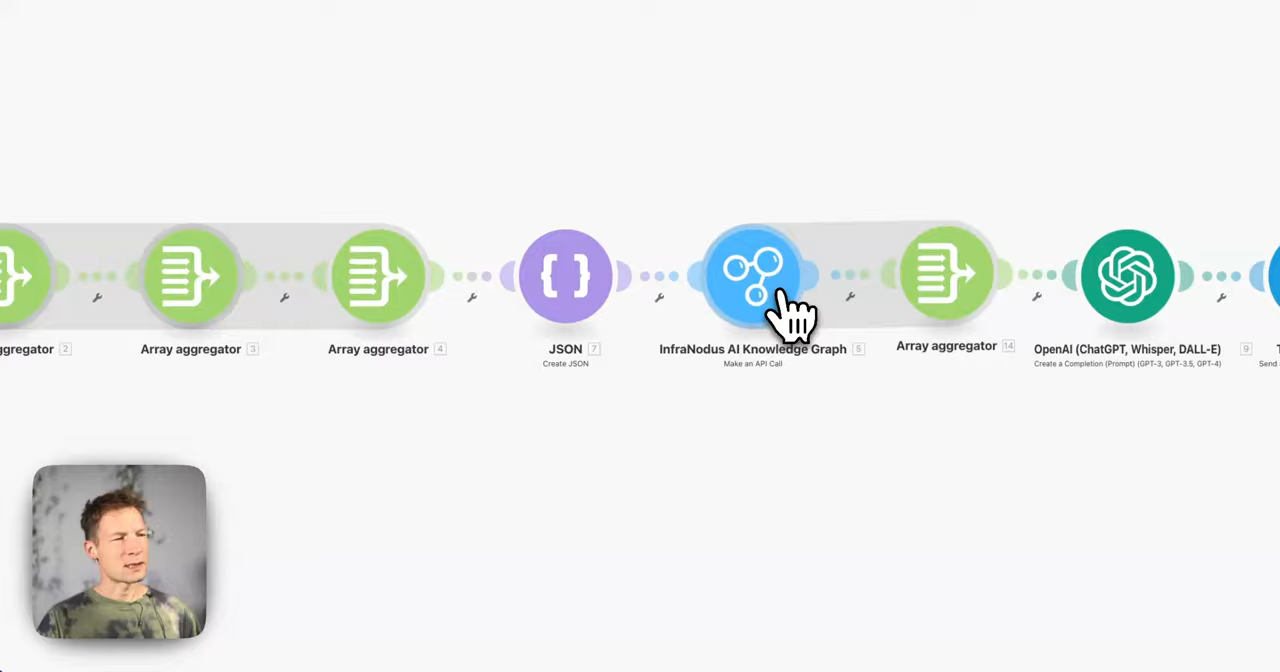 ggregator 2
Array aggregator 3
Array aggregator 4
JSON 7
Create JSON
InfraNodus AI Knowledge Graph 5
Make an API Call
Array aggregator 14
OpenAI (ChatGPT, Whisper, DALL-E) 9
Create a Completion (Prompt) (GPT-3, GPT-3.5, GPT-4)
T
Send